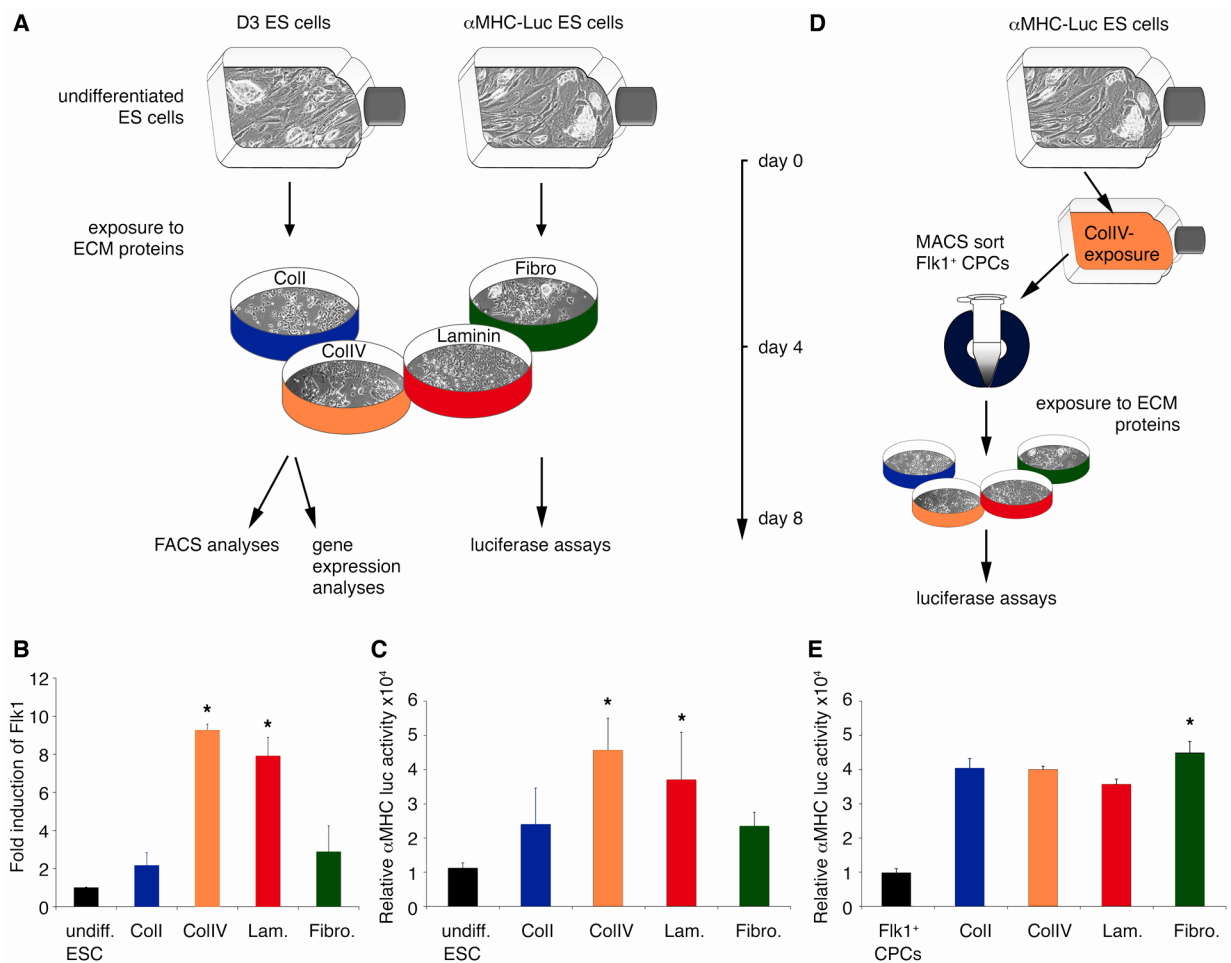 A
D3 ES cells
αMHC-Luc ES cells
undifferentiated
ES cells
exposure to
ECM proteins
ColI
Fibro
ColIV
Laminin
FACS analyses
gene
expression
analyses
luciferase assays
day 0
day 4
day 8
D
αMHC-Luc ES cells
ColIV-
exposure
MACS sort
Flk1+ CPCs
exposure to ECM
proteins
luciferase assays
B
Fold induction of Flk1
12
10
8
6
4
2
0
*
*
undiff.
ESC
ColI
ColIV
Lam.
Fibro.
C
Relative αMHC luc activity x10⁴
6
5
4
3
2
1
0
*
*
undiff.
ESC
ColI
ColIV
Lam.
Fibro.
E
Relative αMHC luc activity x10⁴
6
5
4
3
2
1
0
*
Flk1⁺
CPCs
ColI
ColIV
Lam.
Fibro.